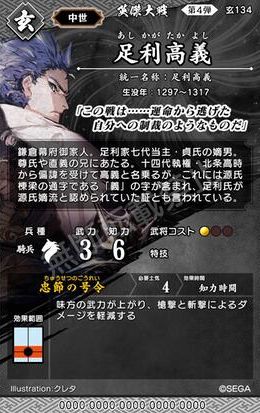 玄
中世
英傑大戦
第4弾
玄134
あし かが たか よし
足利高義
統一名称:足利高義
生没年:1297～1317
「この戦は……運命から逃げた
自分への制裁のようなものだ」
鎌倉幕府御家人。足利家七代当主・貞氏の嫡男。
尊氏や直義の兄にあたる。十四代執権・北条高時
から偏諱を受けて高義と名乗るが、これには源氏
棟梁の通字である「義」の字が含まれ、足利氏が
源氏嫡流と認められていた証とも言われている。
兵種
武力
知力
武将コスト
騎兵
3
6
特技
ちゅうせつのごうれい
忠節の号令
必要士気
4
効果時間
知力時間
効果範囲
味方の武力が上がり、槍撃と斬撃によるダ
メージを軽減する
Illustration:クレタ
©SEGA
0000-0000-0000-0000-0000